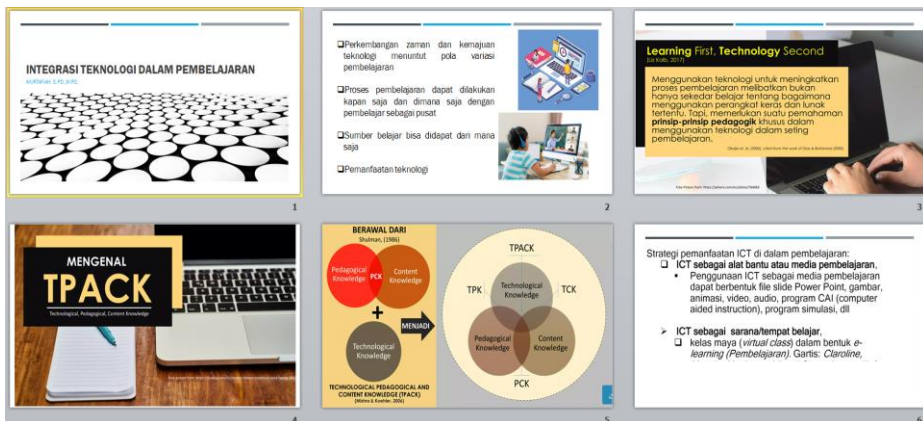 INTEGRASI TEKNOLOGI DALAM PEMBELAJARAN
1
❑Perkembangan zaman dan kemajuan
teknologi menuntut pola variasi
pembelajaran
❑Proses pembelajaran dapat dilakukan
kapan saja dan dimana saja dengan
pembelajar sebagai pusat
❑Sumber belajar bisa didapat dari mana
saja
❑Pemanfaatan teknologi
2
Learning First, Technology Second
(Liz Kolb, 2017)
Menggunakan teknologi untuk meningkatkan
proses pembelajaran melibatkan bukan
hanya sekedar belajar tentang bagaimana
menggunakan perangkat keras dan lunak
tertentu. Tapi, memerlukan suatu pemahaman
prinsip-prinsip pedagogik khusus dalam
menggunakan teknologi dalam seting
pembelajaran.
3
MENGENAL
TPACK
Technological, Pedagogical, Content Knowledge
4
BERAWAL DARI
Shulman, (1986)
Pedagogical
Knowledge
PCK
Content
Knowledge
+
Technological
Knowledge
MENJADI
TECHNOLOGICAL PEDAGOGICAL AND
CONTENT KNOWLEDGE (TPACK)
(Mishra & Koehler, 2006)
TPACK
TPK
TCK
Technological
Knowledge
Pedagogical
Knowledge
Content
Knowledge
PCK
5
Strategi pemanfaatan ICT di dalam pembelajaran:
❑ ICT sebagai alat bantu atau media pembelajaran,
▪ Penggunaan ICT sebagai media pembelajaran
dapat berbentuk file slide Power Point, gambar,
animasi, video, audio, program CAI (computer
aided instruction), program simulasi, dll
➢ ICT sebagai sarana/tempat belajar,
❑ kelas maya (virtual class) dalam bentuk e-
learning (Pembelajaran). Gartis: Claroline,
6